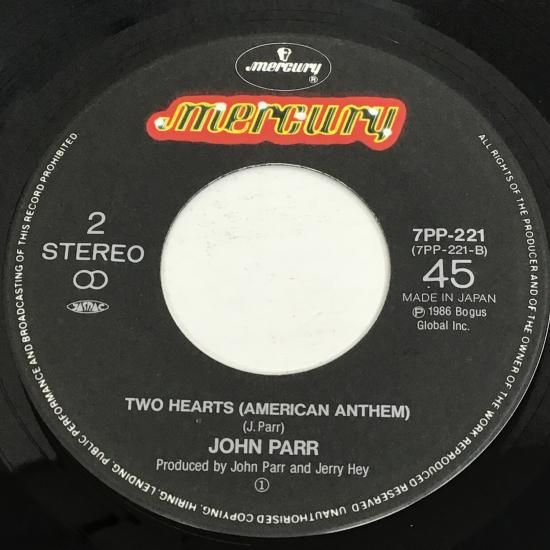 mercury ®
mercury
2
STEREO
JASRAC
7PP-221
(7PP-221-B)
45
MADE IN JAPAN
Ⓟ 1986 Bogus
Global Inc.
TWO HEARTS (AMERICAN ANTHEM)
(J. Parr)
JOHN PARR
Produced by John Parr and Jerry Hey
①
ALL RIGHTS OF THE PRODUCER AND OF THE OWNER OF THE WORK REPRODUCED RESERVED UNAUTHORISED COPYING, HIRING, LENDING, PUBLIC PERFORMANCE AND BROADCASTING OF THIS RECORD PROHIBITED